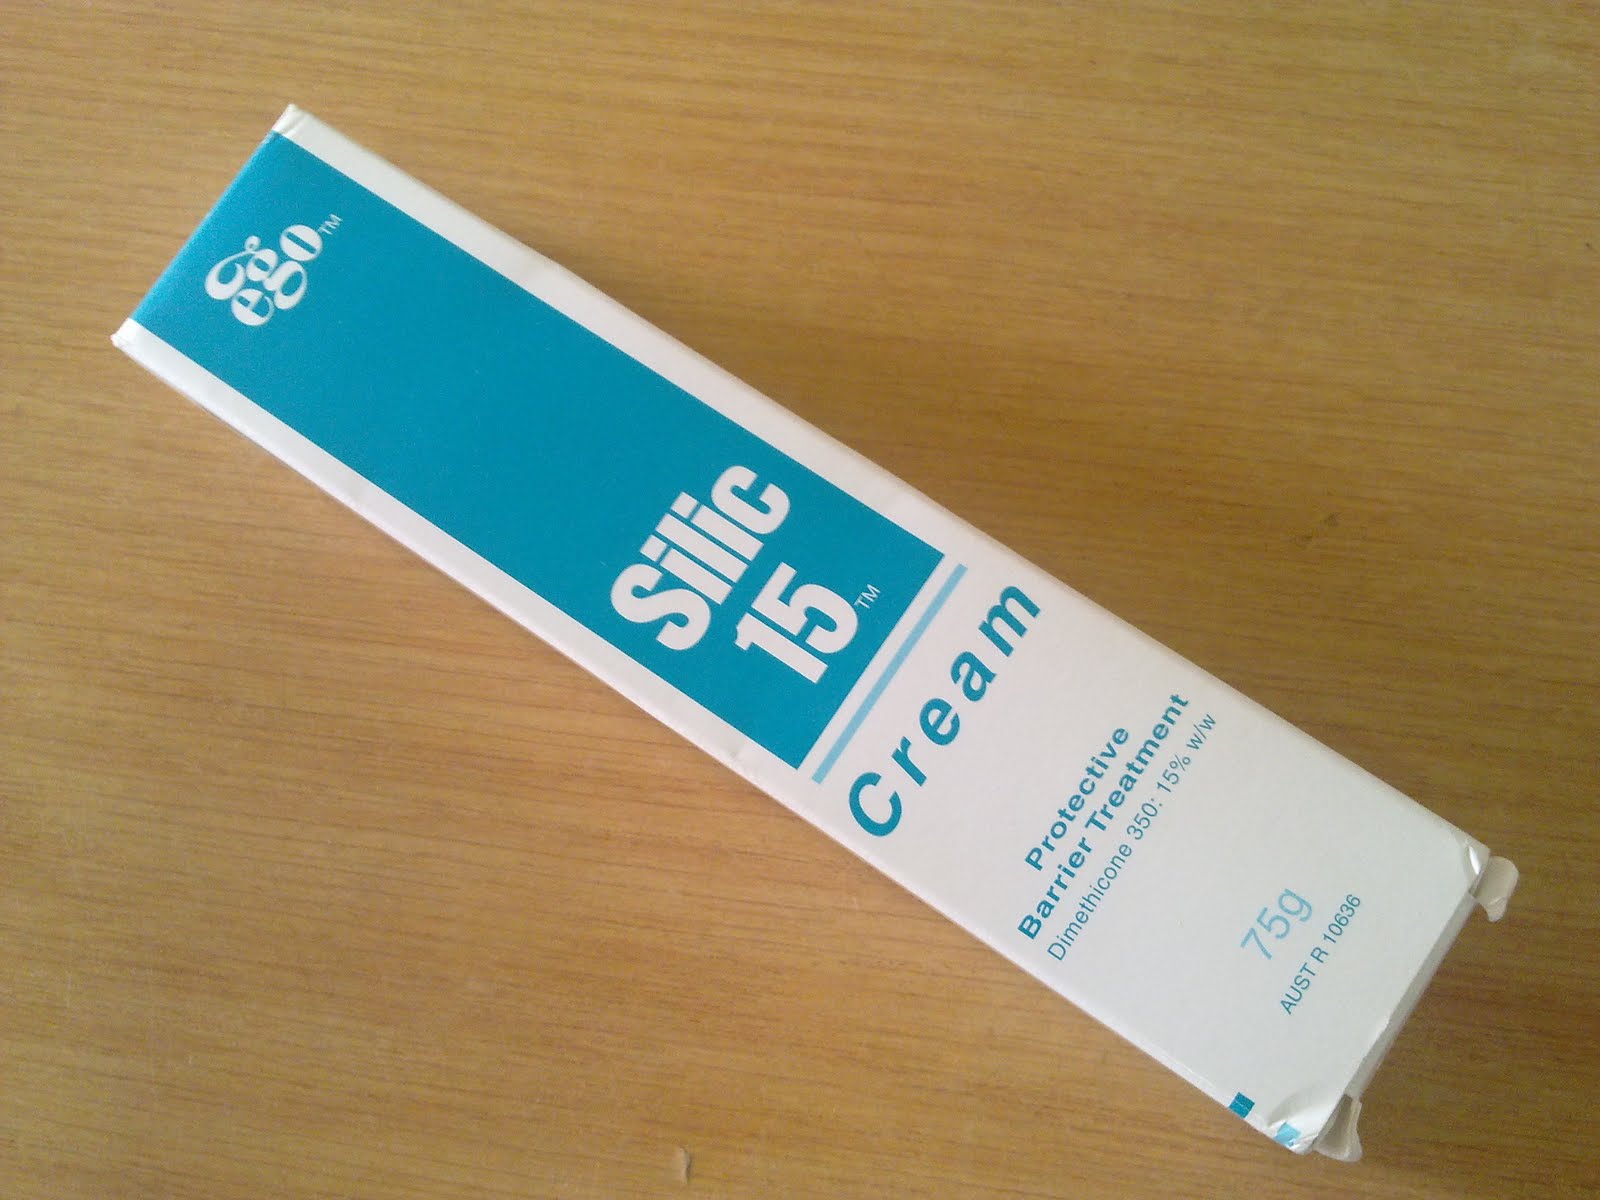 ego™
Silic
15™
Cream
Protective
Barrier Treatment
Dimethicone 350: 15% w/w
75g
AUST R 10636